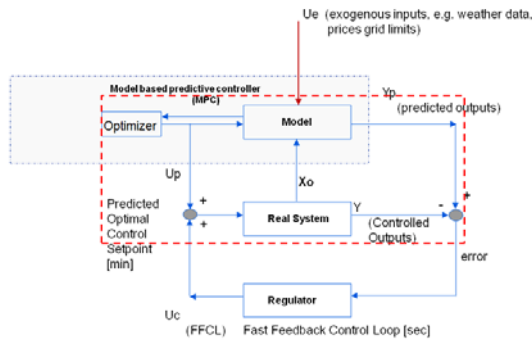 Ue (exogenous inputs, e.g. weather data,
prices grid limits)
Model based predictive controller
(MPC)
Yp
(predicted outputs)
Optimizer
Model
Up
Xo
+
+
+
-
Predicted
Optimal
Control
Setpoint
[min]
Real System
Y
(Controlled
Outputs)
error
Regulator
Uc
(FFCL) Fast Feedback Control Loop [sec]